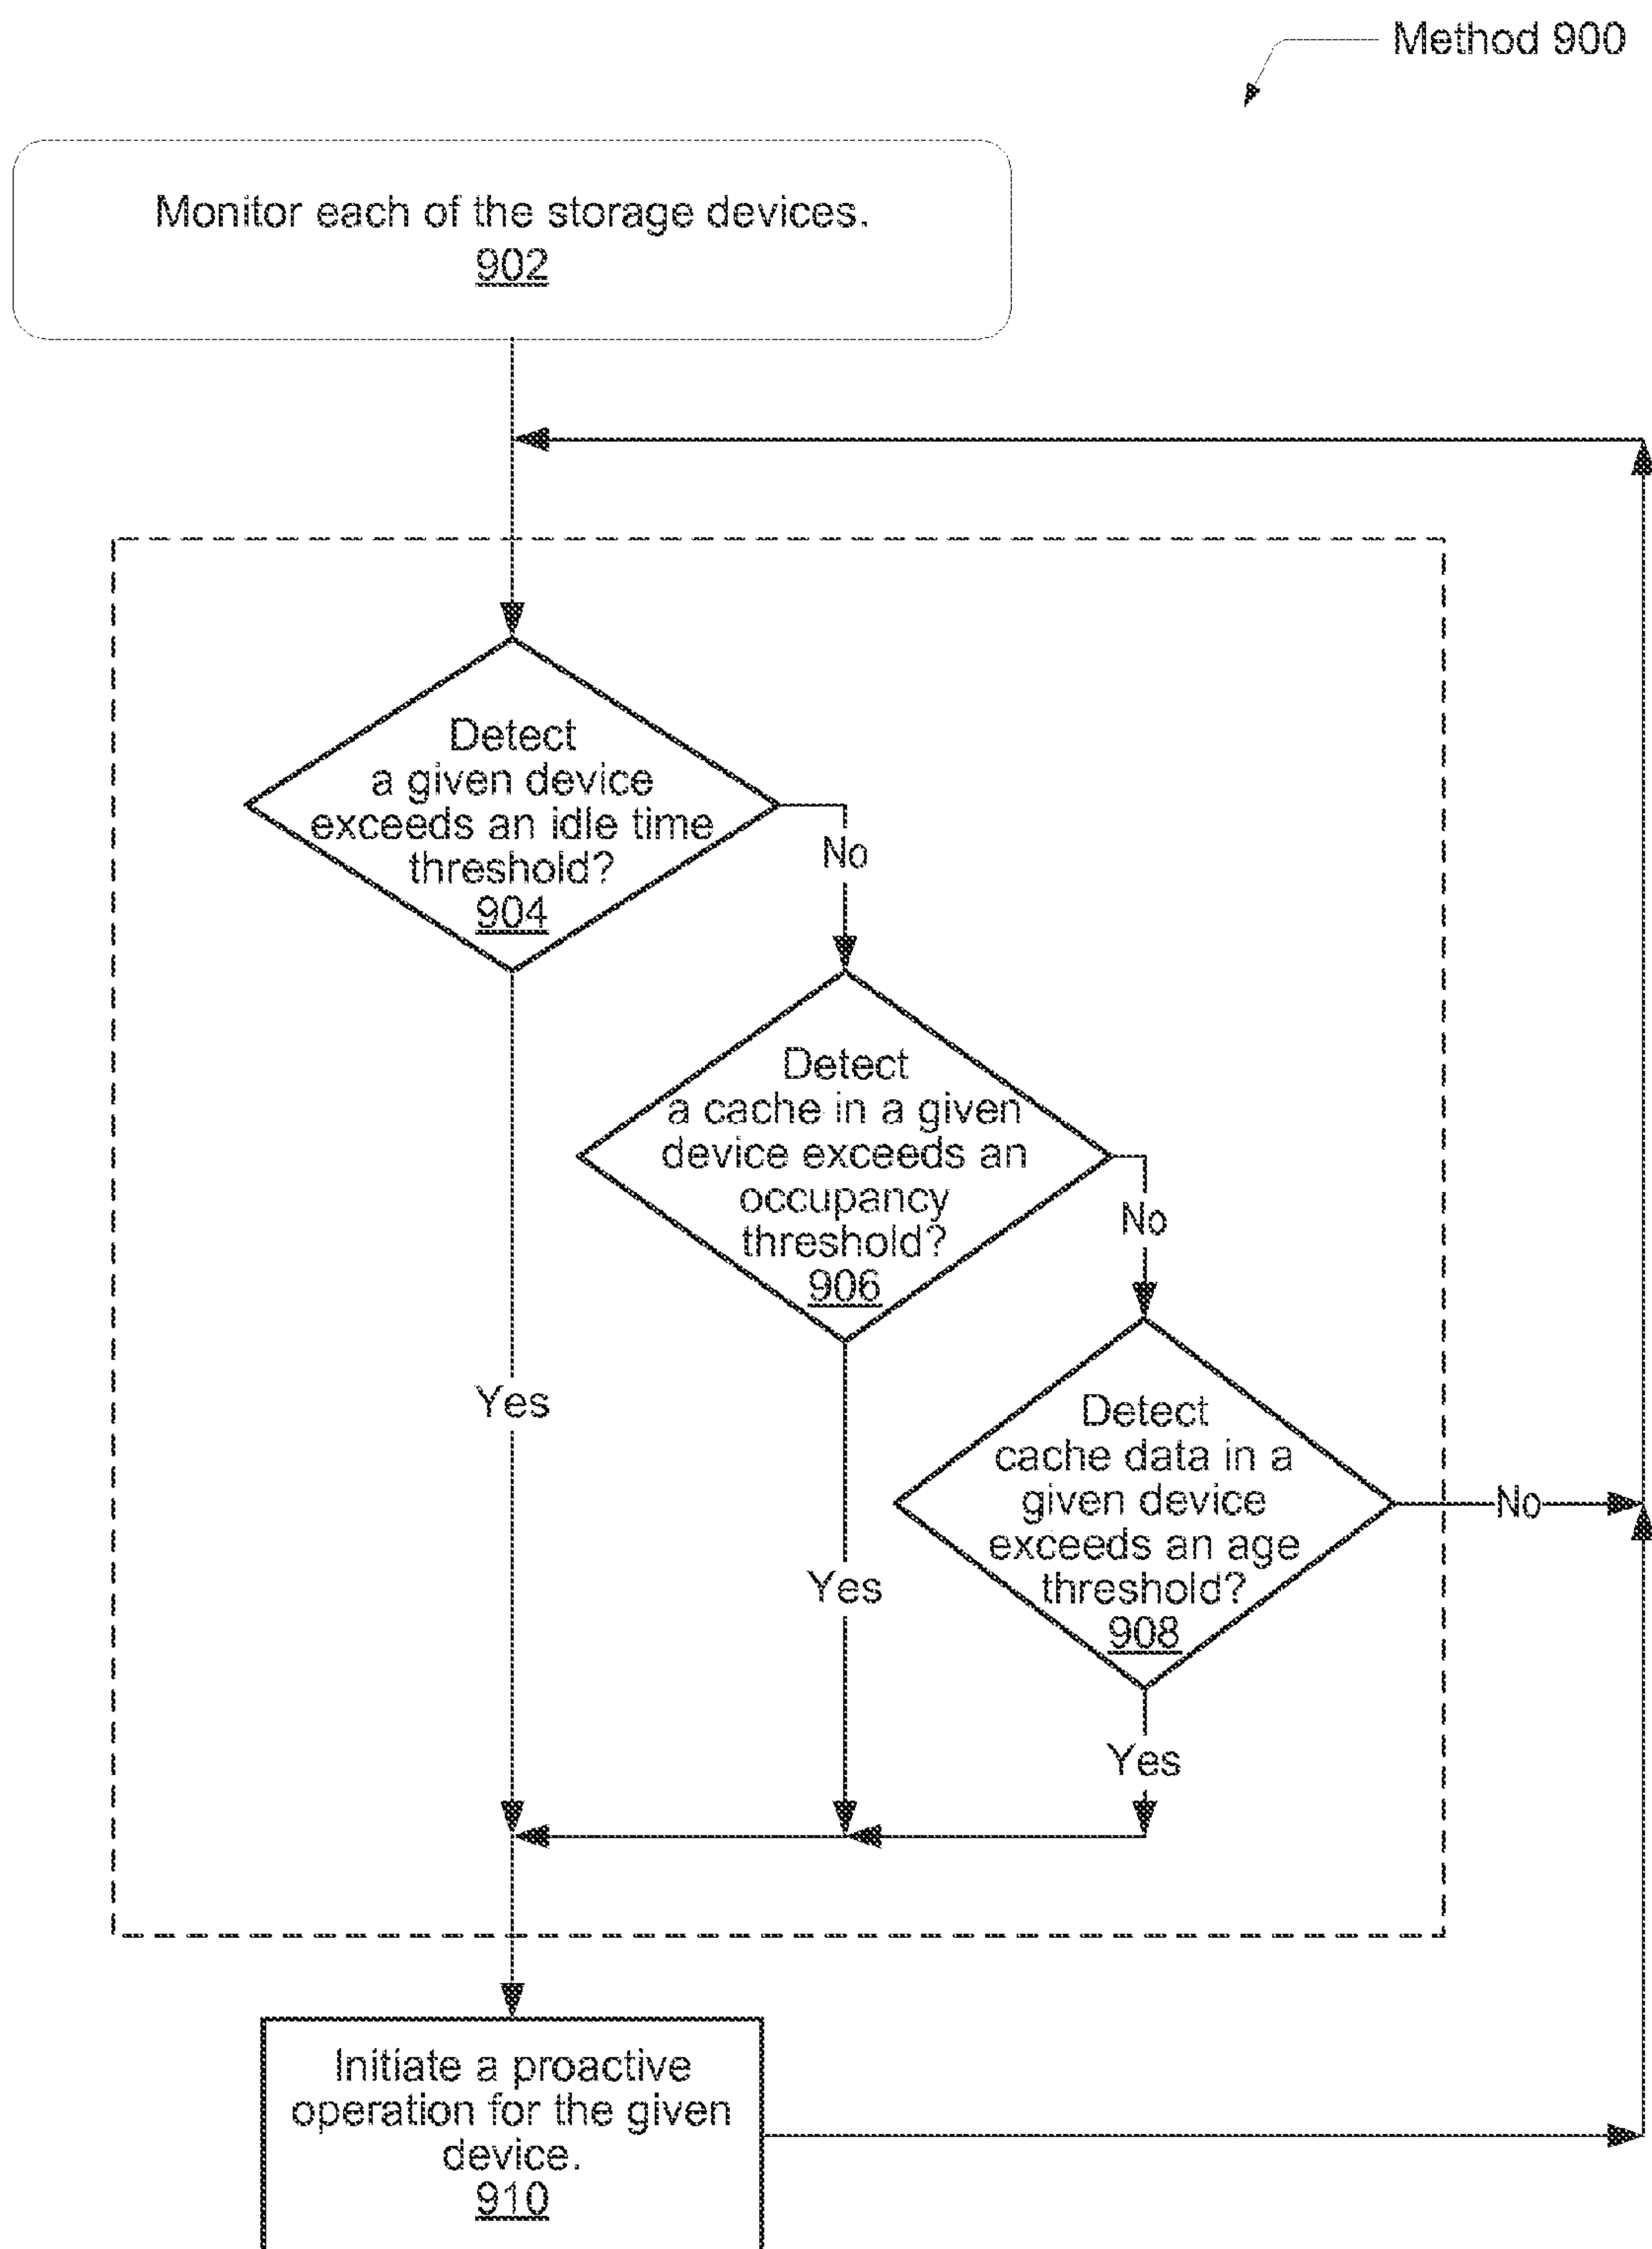 Method 900
Monitor each of the storage devices.
902
Detect
a given device
exceeds an idle time
threshold?
904
No
Detect
a cache in a given
device exceeds an
occupancy
threshold?
906
No
Detect
cache data in a
given device
exceeds an age
threshold?
908
No
Yes
Yes
Yes
Initiate a proactive
operation for the given
device.
910